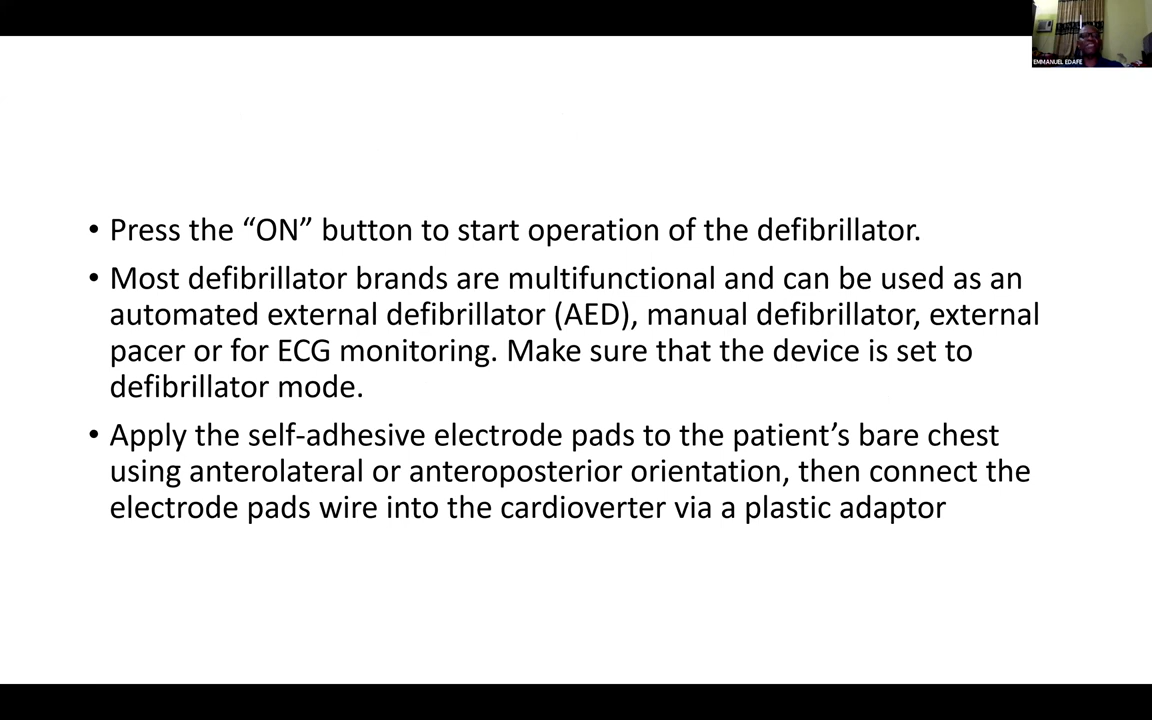 EMMANUEL EDAFE
• Press the “ON” button to start operation of the defibrillator.
• Most defibrillator brands are multifunctional and can be used as an
automated external defibrillator (AED), manual defibrillator, external
pacer or for ECG monitoring. Make sure that the device is set to
defibrillator mode.
• Apply the self-adhesive electrode pads to the patient’s bare chest
using anterolateral or anteroposterior orientation, then connect the
electrode pads wire into the cardioverter via a plastic adaptor